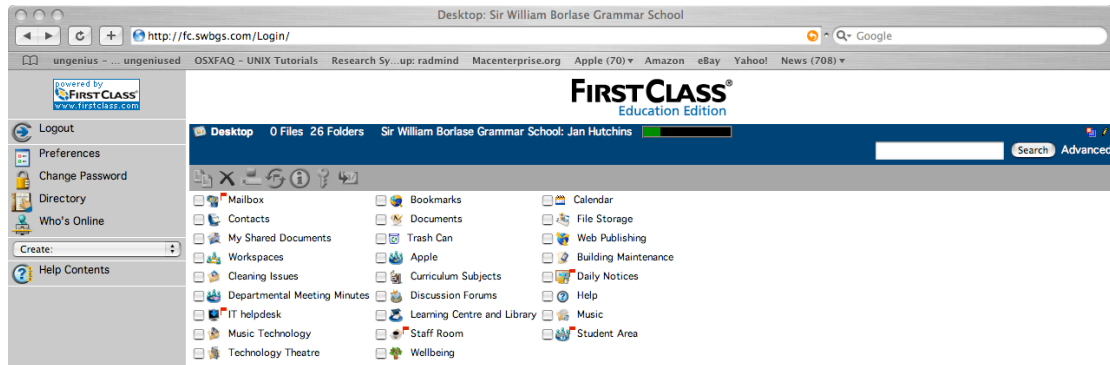 Desktop: Sir William Borlase Grammar School
http://fc.swbgs.com/Login/
Google
ungenius - ... ungeniused OSXFAQ - UNIX Tutorials Research Sy...up: radmind Macenterprise.org Apple (70) Amazon eBay Yahoo! News (708)
powered by
FIRSTCLASS
www.firstclass.com
FIRSTCLASS®
Education Edition
Logout
Preferences
Change Password
Directory
Who's Online
Create:
Help Contents
Desktop 0 Files 26 Folders Sir William Borlase Grammar School: Jan Hutchins
Search Advanced
Mailbox Bookmarks Calendar
Contacts Documents File Storage
My Shared Documents Trash Can Web Publishing
Workspaces Apple Building Maintenance
Cleaning Issues Curriculum Subjects Daily Notices
Departmental Meeting Minutes Discussion Forums Help
IT helpdesk Learning Centre and Library Music
Music Technology Staff Room Student Area
Technology Theatre Wellbeing